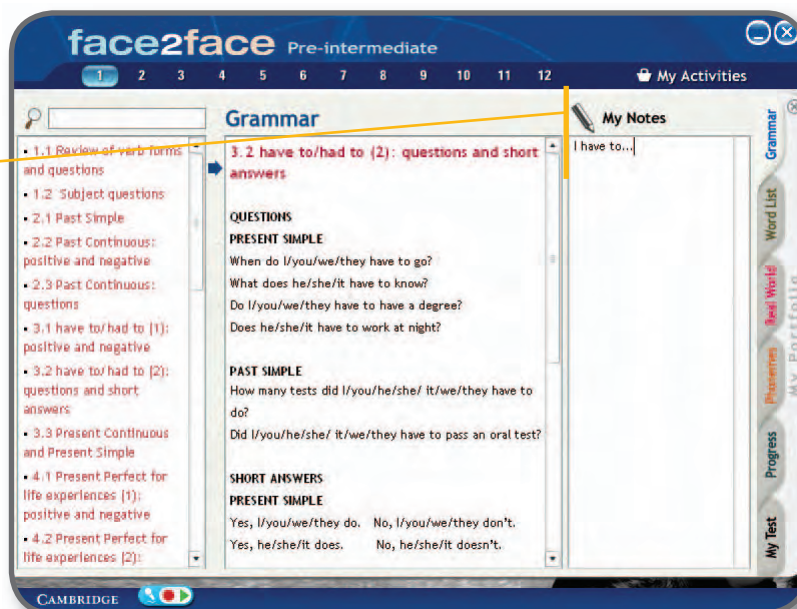 face2face Pre-intermediate
1 2 3 4 5 6 7 8 9 10 11 12
My Activities
• 1.1 Review of verb forms
and questions
• 1.2 Subject questions
• 2.1 Past Simple
• 2.2 Past Continuous:
positive and negative
• 2.3 Past Continuous:
questions
• 3.1 have to/had to (1):
positive and negative
• 3.2 have to/had to (2):
questions and short
answers
• 3.3 Present Continuous
and Present Simple
• 4.1 Present Perfect for
life experiences (1):
positive and negative
• 4.2 Present Perfect for
life experiences (2):
Grammar
3.2 have to/had to (2): questions and short
answers
QUESTIONS
PRESENT SIMPLE
When do I/you/we/they have to go?
What does he/she/it have to know?
Do I/you/we/they have to have a degree?
Does he/she/it have to work at night?
PAST SIMPLE
How many tests did I/you/he/she/ it/we/they have to
do?
Did I/you/he/she/ it/we/they have to pass an oral test?
SHORT ANSWERS
PRESENT SIMPLE
Yes, I/you/we/they do. No, I/you/we/they don't.
Yes, he/she/it does. No, he/she/it doesn't.
My Notes
I have to...
Grammar
Word List
Real World
Phonemes
Progress
My Test
My Portfolio
CAMBRIDGE